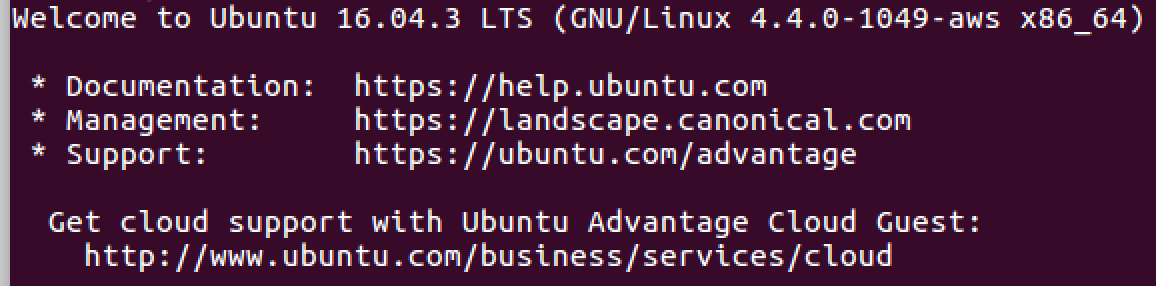 Welcome to Ubuntu 16.04.3 LTS (GNU/Linux 4.4.0-1049-aws x86_64)
* Documentation:  https://help.ubuntu.com
* Management:     https://landscape.canonical.com
* Support:        https://ubuntu.com/advantage
Get cloud support with Ubuntu Advantage Cloud Guest:
http://www.ubuntu.com/business/services/cloud